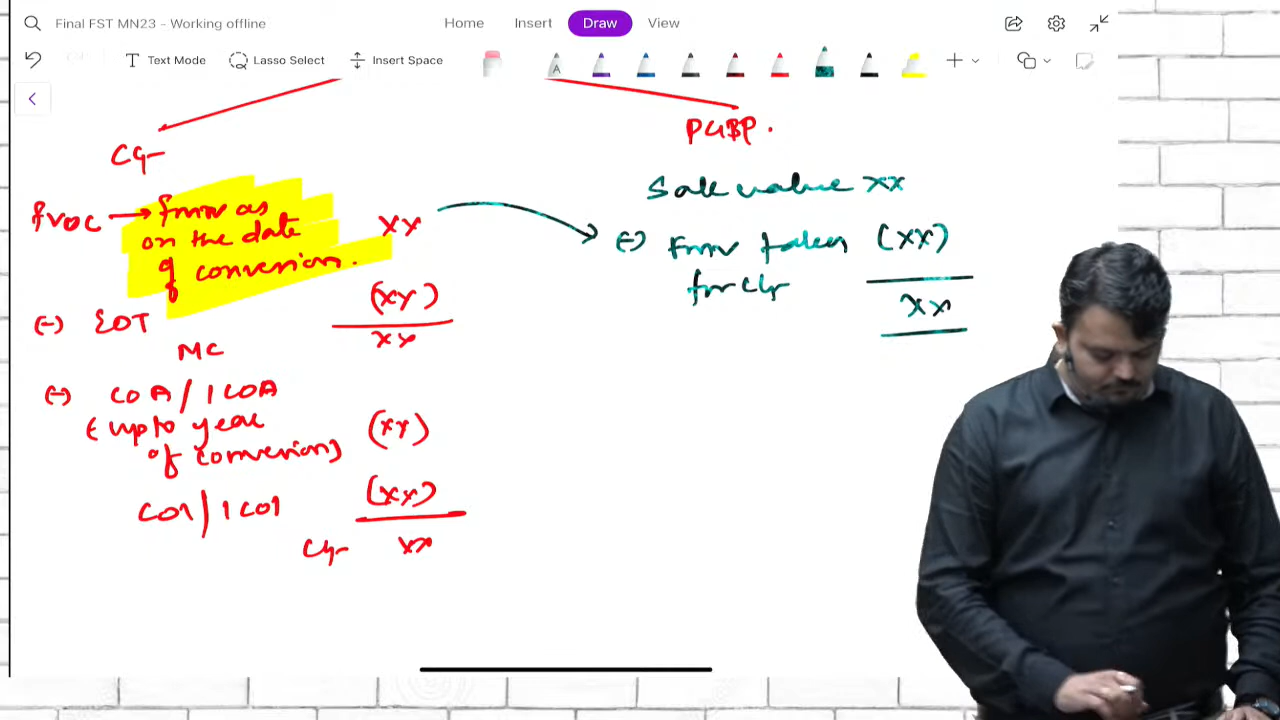 Final FST MN23 - Working offline
Home Insert Draw View
Text Mode Lasso Select Insert Space
A
CG
PGBP.
FVOC → FMV as
on the date
of conversion.
XX
(-) EOT (XX)
XX
MC
(-) COA/ICOA
(upto year
of conversion) (XX)
COI/ICOI (XX)
CG XX
Sale value XX
(-) FMV taken (XX)
for CG
XX